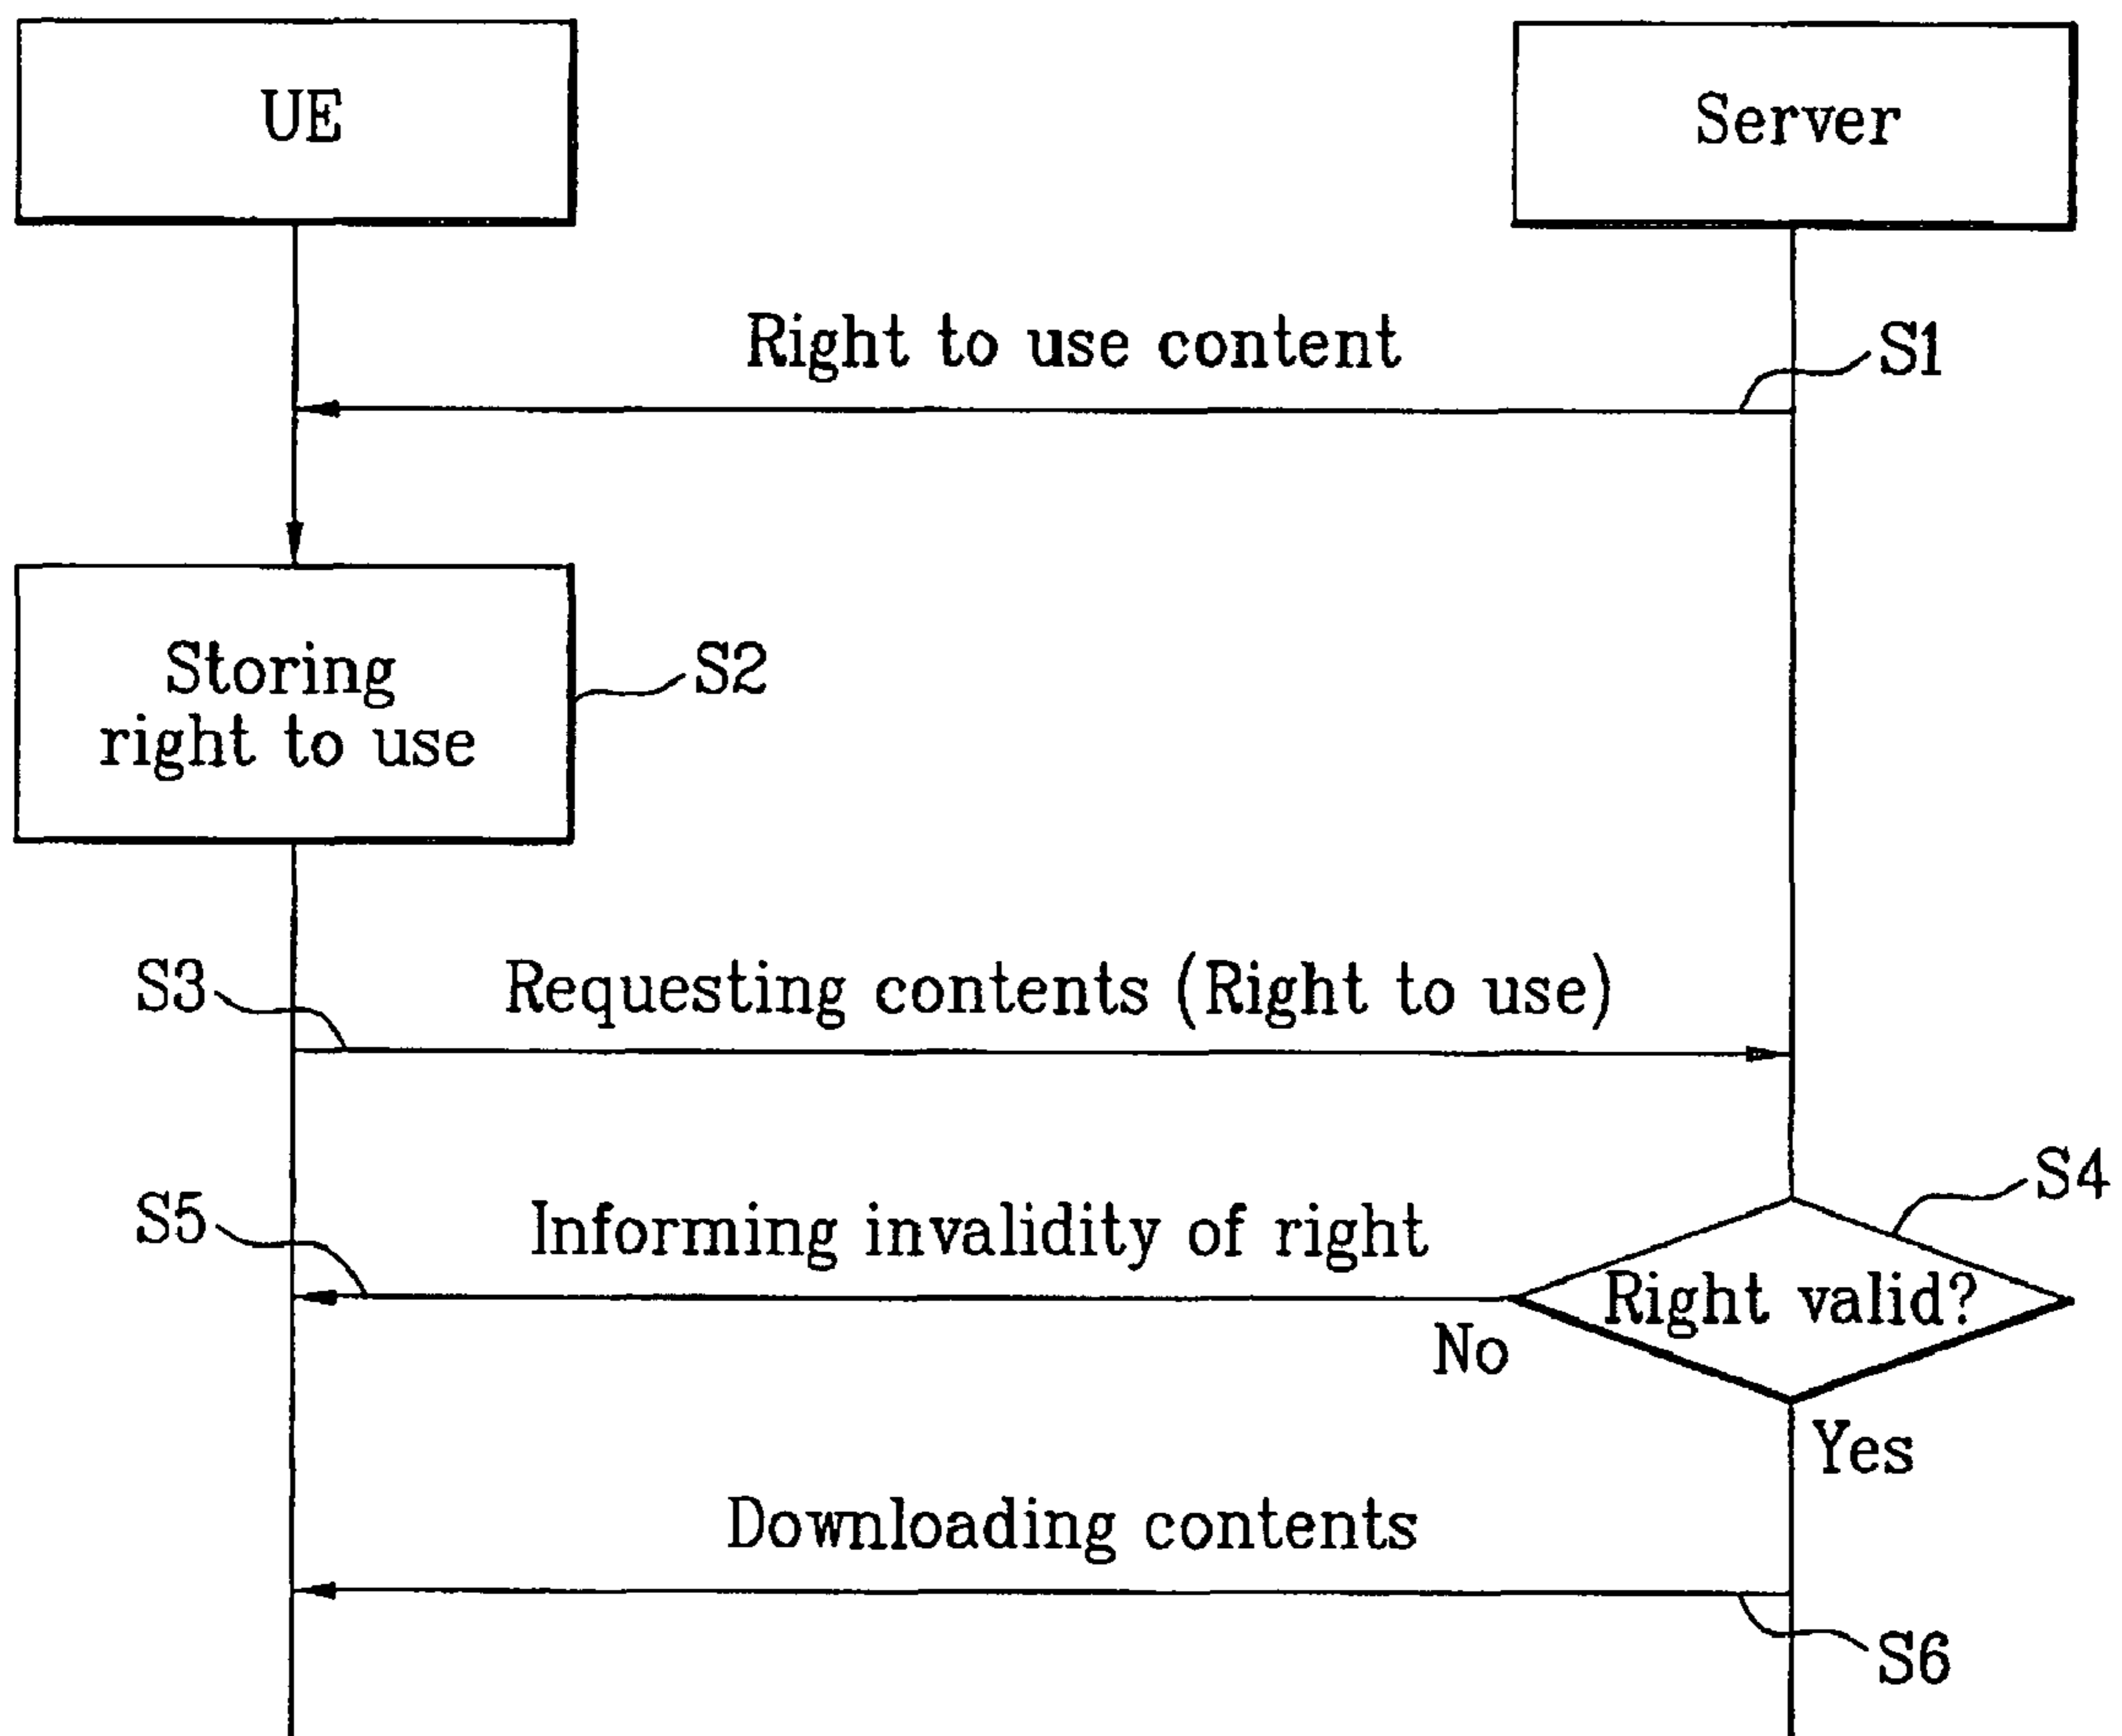 UE
Server
Right to use content
S1
Storing
right to use
S2
S3
Requesting contents (Right to use)
S4
S5
Informing invalidity of right
Right valid?
No
Yes
Downloading contents
S6